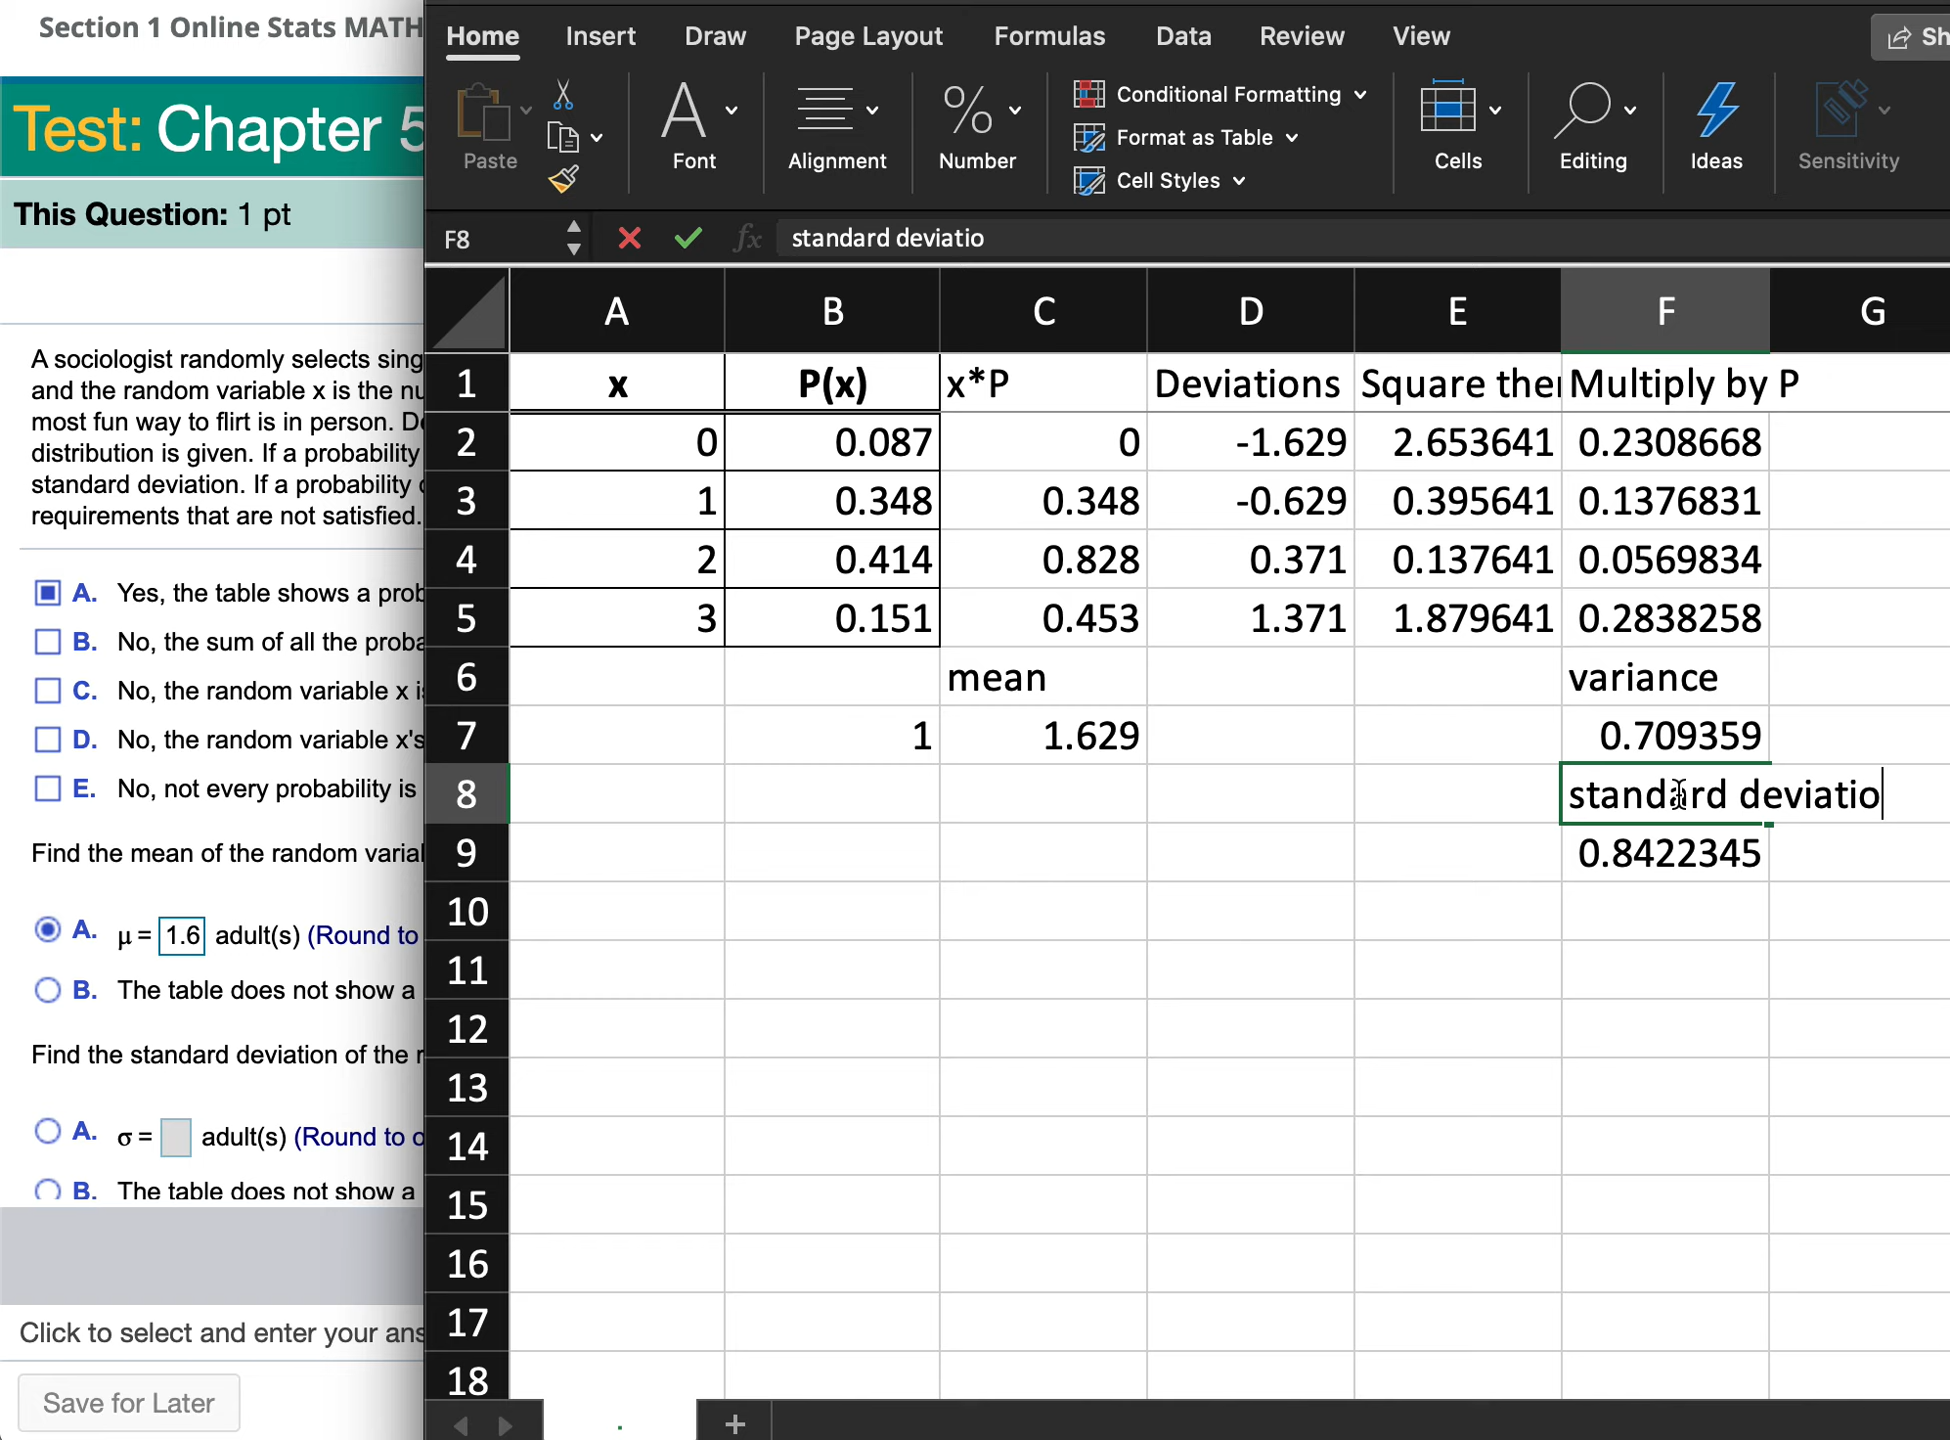 Section 1 Online Stats MATH
Test: Chapter 5
This Question: 1 pt
A sociologist randomly selects sing
and the random variable x is the nu
most fun way to flirt is in person. De
distribution is given. If a probability
standard deviation. If a probability
requirements that are not satisfied.
A. Yes, the table shows a prob
B. No, the sum of all the proba
C. No, the random variable x is
D. No, the random variable x's
E. No, not every probability is
Find the mean of the random varial
A. μ = 1.6 adult(s) (Round to
B. The table does not show a
Find the standard deviation of the r
A. σ = adult(s) (Round to o
B. The table does not show a
Click to select and enter your ans
Save for Later
Home Insert Draw Page Layout Formulas Data Review View Sh
Paste Font Alignment % Number
Conditional Formatting
Format as Table
Cell Styles
Cells Editing Ideas Sensitivity
F8 fx standard deviatio
A B C D E F G
1 x P(x) x*P Deviations Square the Multiply by P
2 0 0.087 0 -1.629 2.653641 0.2308668
3 1 0.348 0.348 -0.629 0.395641 0.1376831
4 2 0.414 0.828 0.371 0.137641 0.0569834
5 3 0.151 0.453 1.371 1.879641 0.2838258
6 mean variance
7 1 1.629 0.709359
8 standard deviatio
9 0.8422345
10
11
12
13
14
15
16
17
18